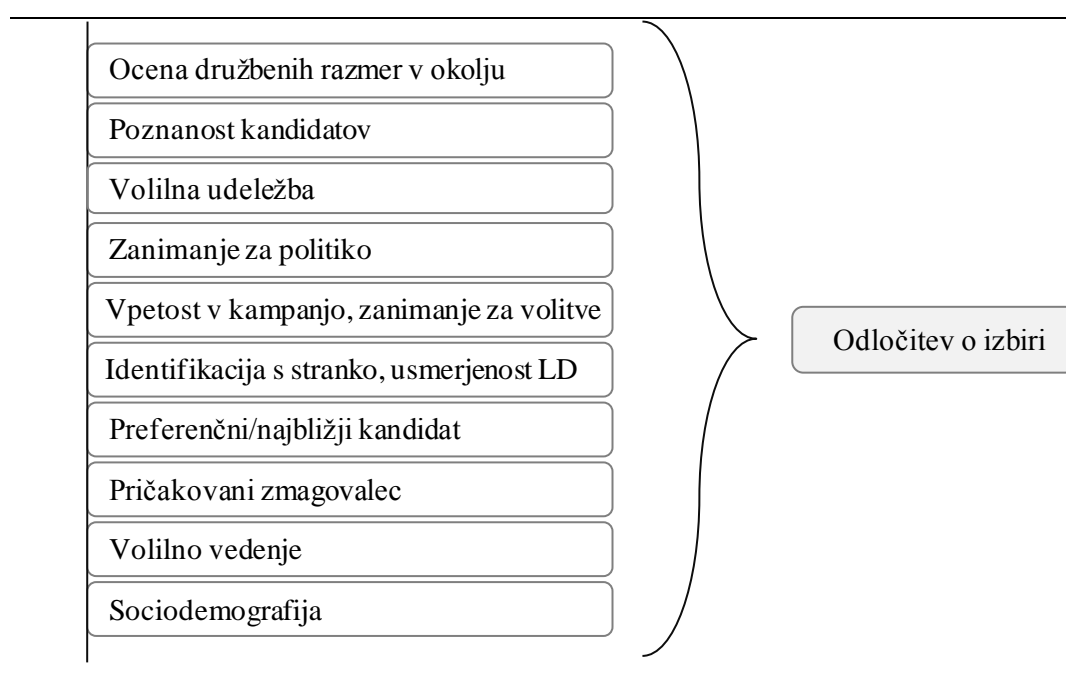 Ocena družbenih razmer v okolju
Poznanost kandidatov
Volilna udeležba
Zanimanje za politiko
Vpetost v kampanjo, zanimanje za volitve
Identifikacija s stranko, usmerjenost LD
Preferenčni/najbližji kandidat
Pričakovani zmagovalec
Volilno vedenje
Sociodemografija
Odločitev o izbiri